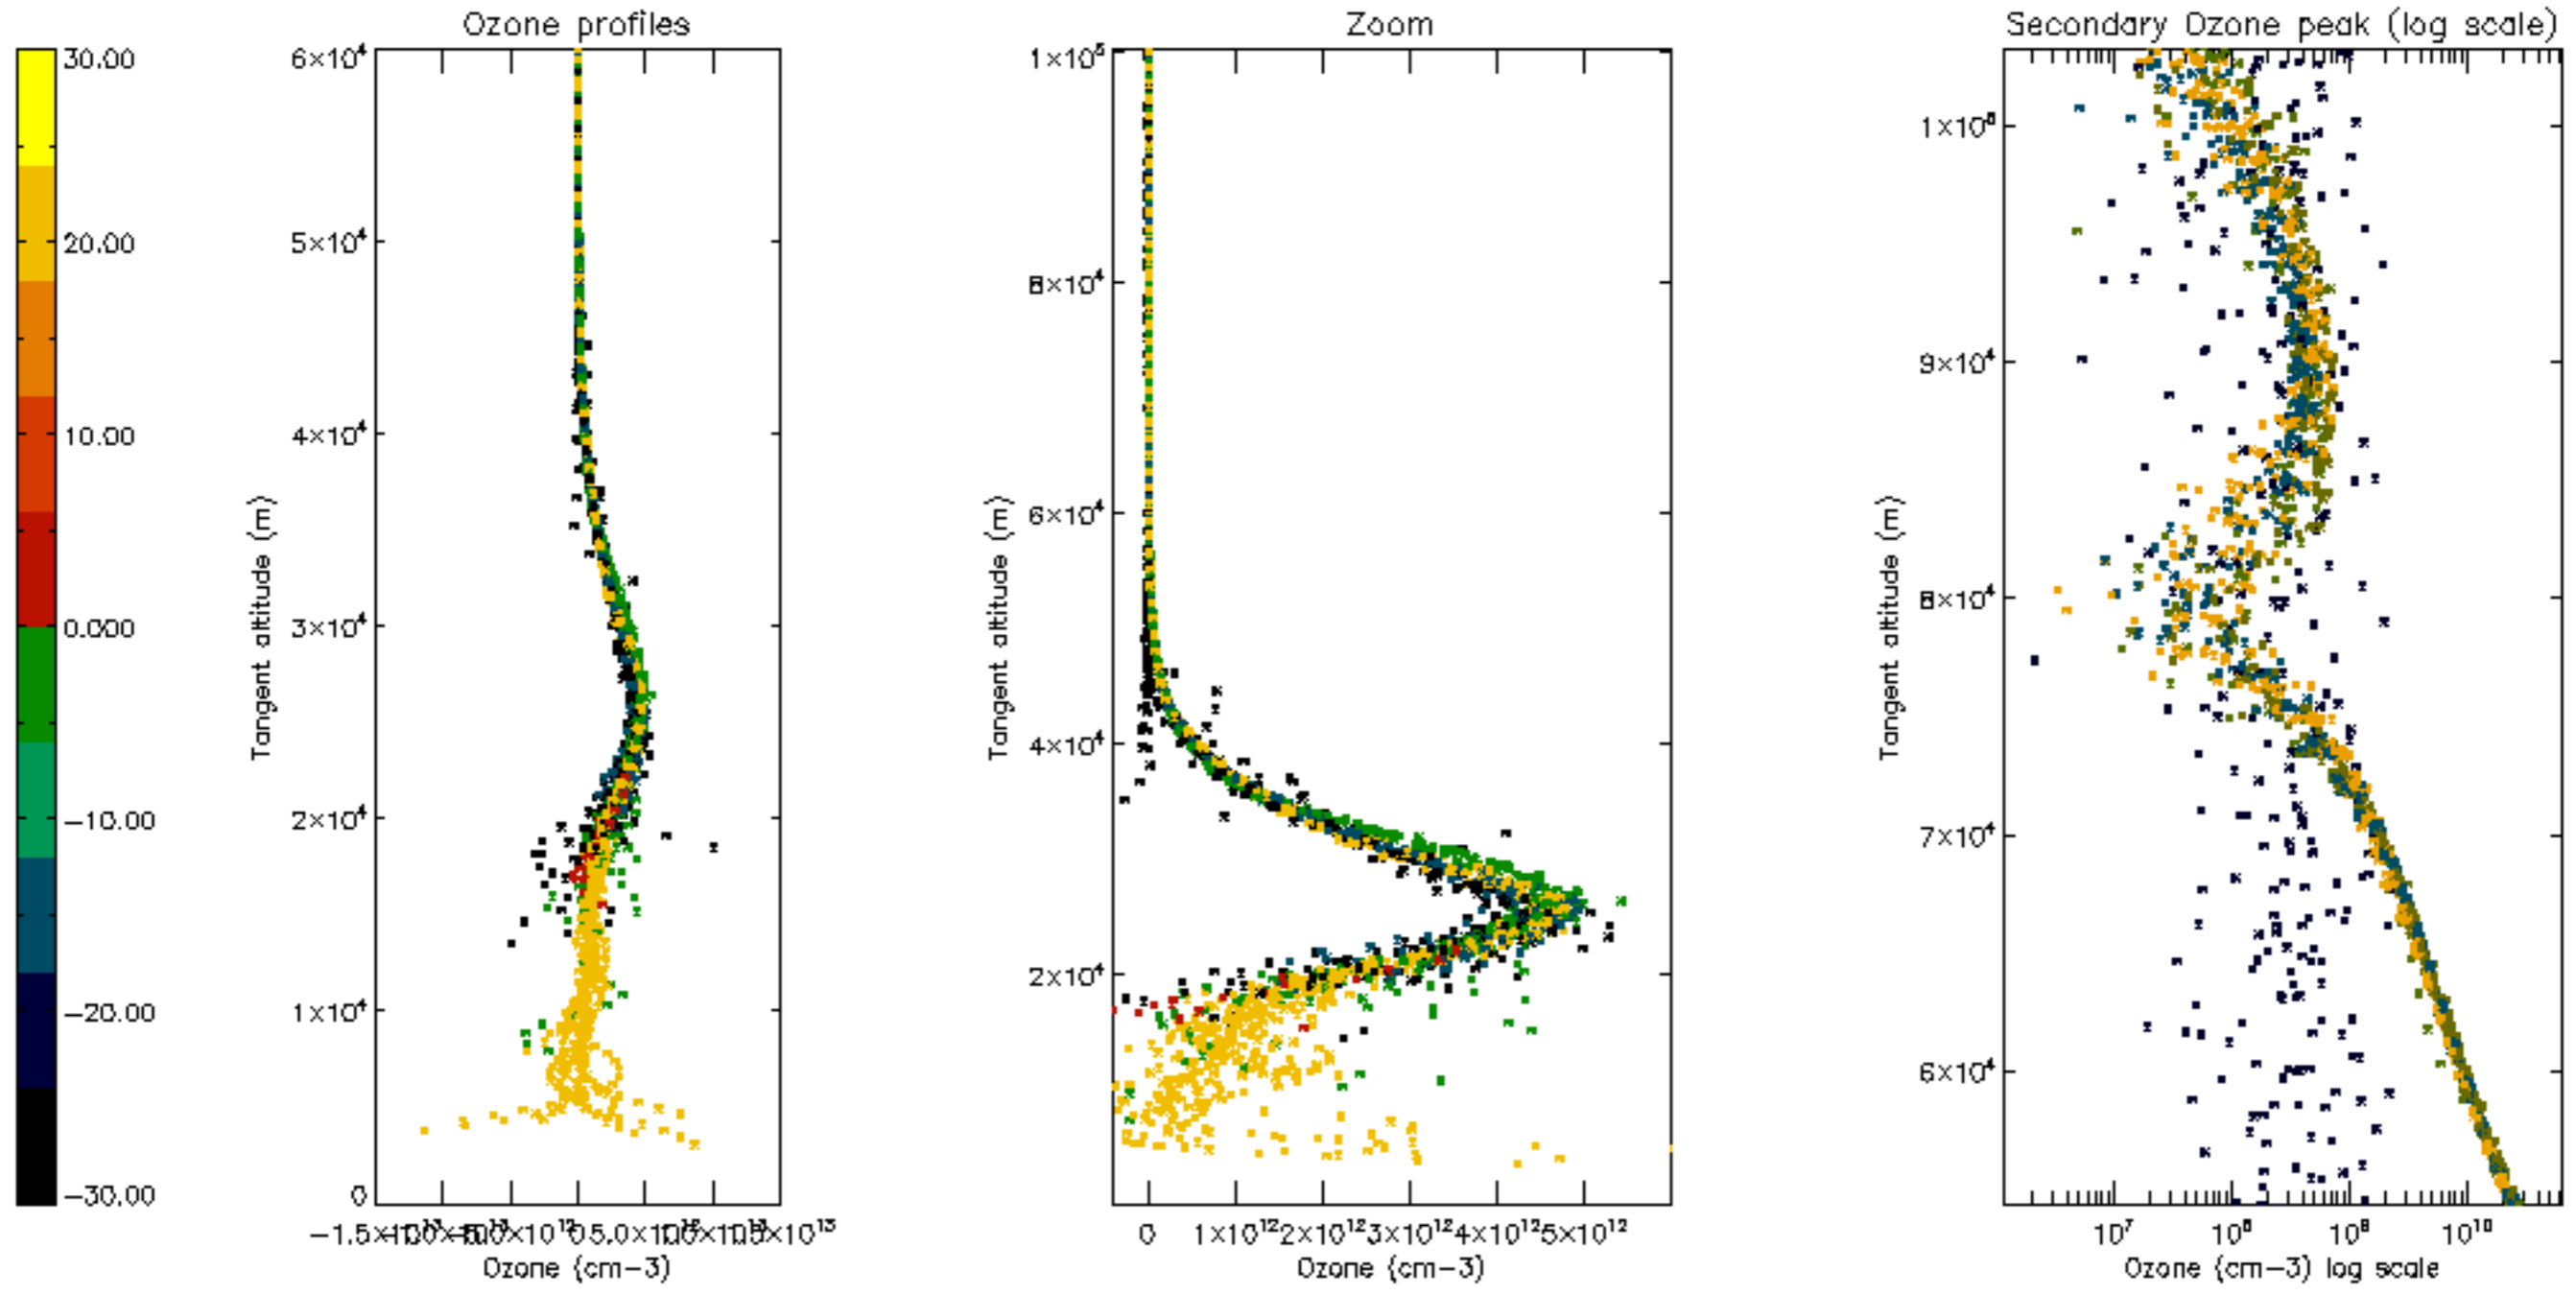 Ozone profiles
Zoom
Secondary Ozone peak (log scale)
30.00
20.00
10.00
0.000
−10.00
−20.00
−30.00
6×10⁴
5×10⁴
4×10⁴
3×10⁴
2×10⁴
1×10⁴
0
Tangent altitude (m)
Ozone (cm−3)
1×10⁵
8×10⁴
6×10⁴
4×10⁴
2×10⁴
Tangent altitude (m)
0 1×10¹² 2×10¹² 3×10¹² 4×10¹² 5×10¹²
Ozone (cm−3)
1×10⁵
9×10⁴
8×10⁴
7×10⁴
6×10⁴
Tangent altitude (m)
10⁷ 10⁸ 10⁹ 10¹⁰
Ozone (cm−3) log scale